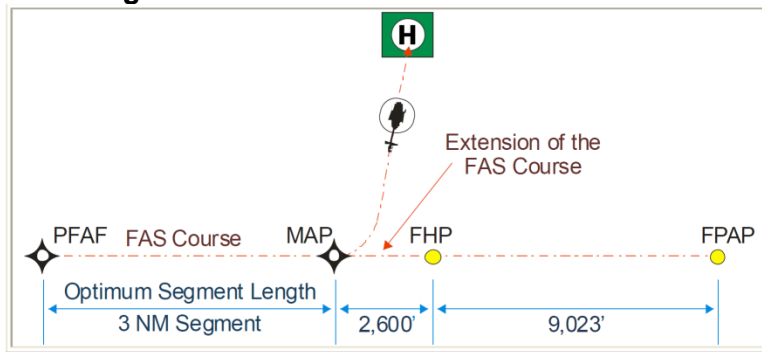 H
Extension of the
FAS Course
PFAF FAS Course MAP FHP FPAP
Optimum Segment Length
3 NM Segment 2,600' 9,023'